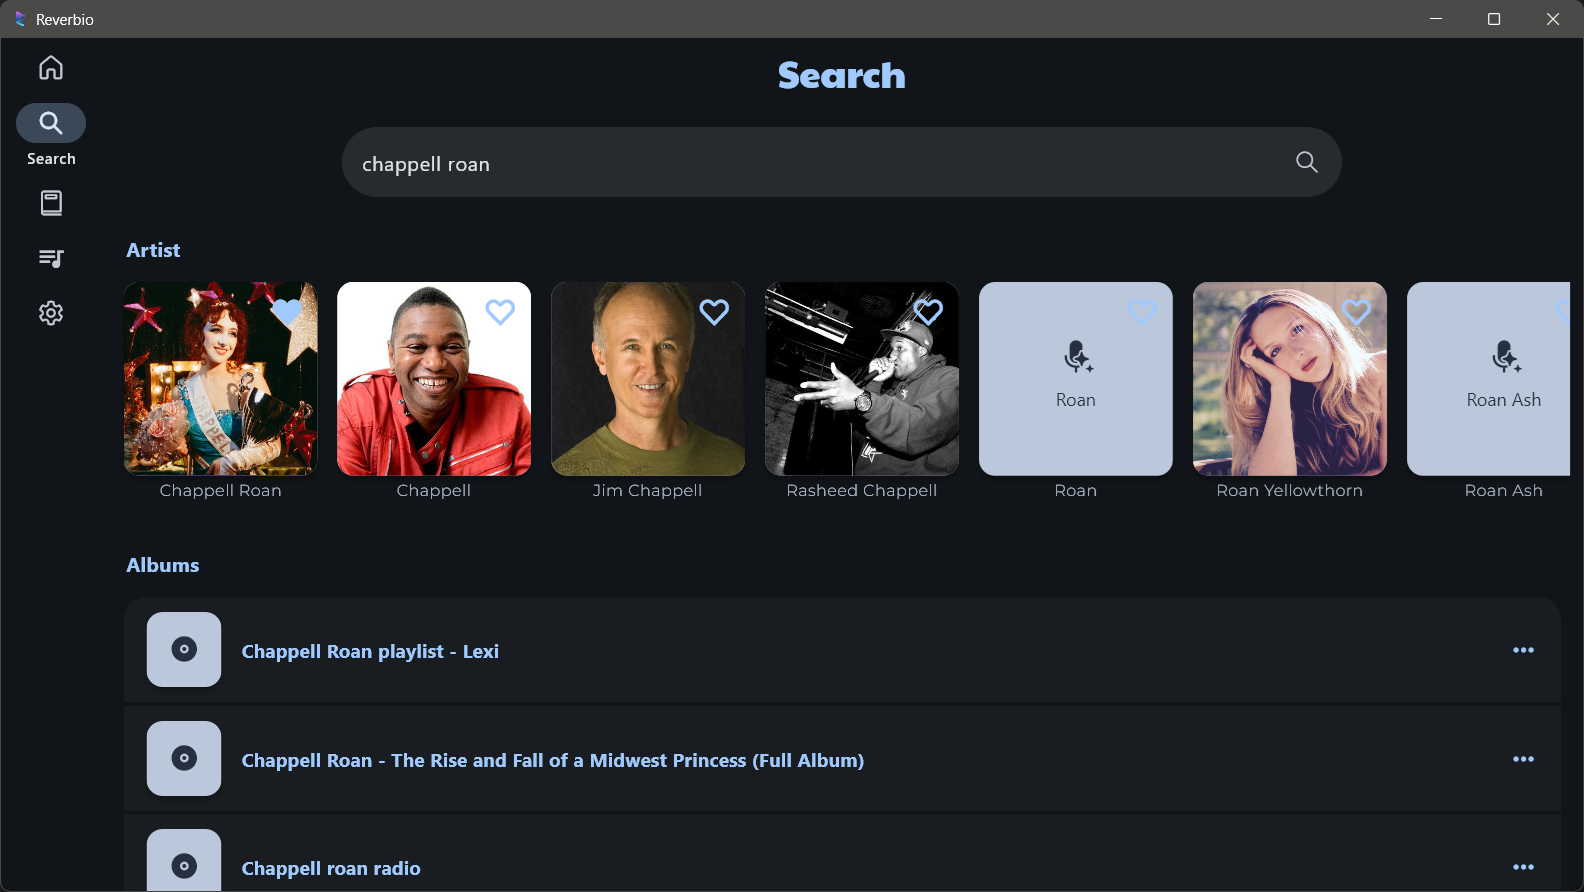 Reverbio
Search
Search
chappell roan
Artist
Roan
Roan Ash
Chappell Roan
Chappell
Jim Chappell
Rasheed Chappell
Roan
Roan Yellowthorn
Roan Ash
Albums
Chappell Roan playlist - Lexi
Chappell Roan - The Rise and Fall of a Midwest Princess (Full Album)
Chappell roan radio